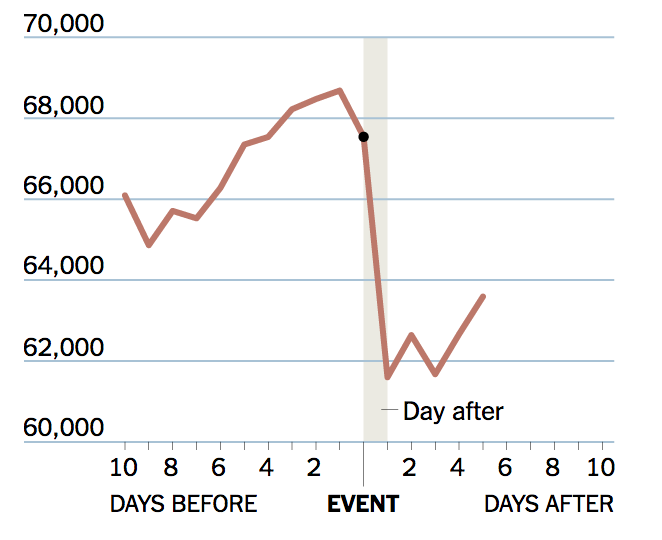 70,000
68,000
66,000
64,000
62,000
Day after
60,000
10 8 6 4 2 2 4 6 8 10
DAYS BEFORE EVENT DAYS AFTER